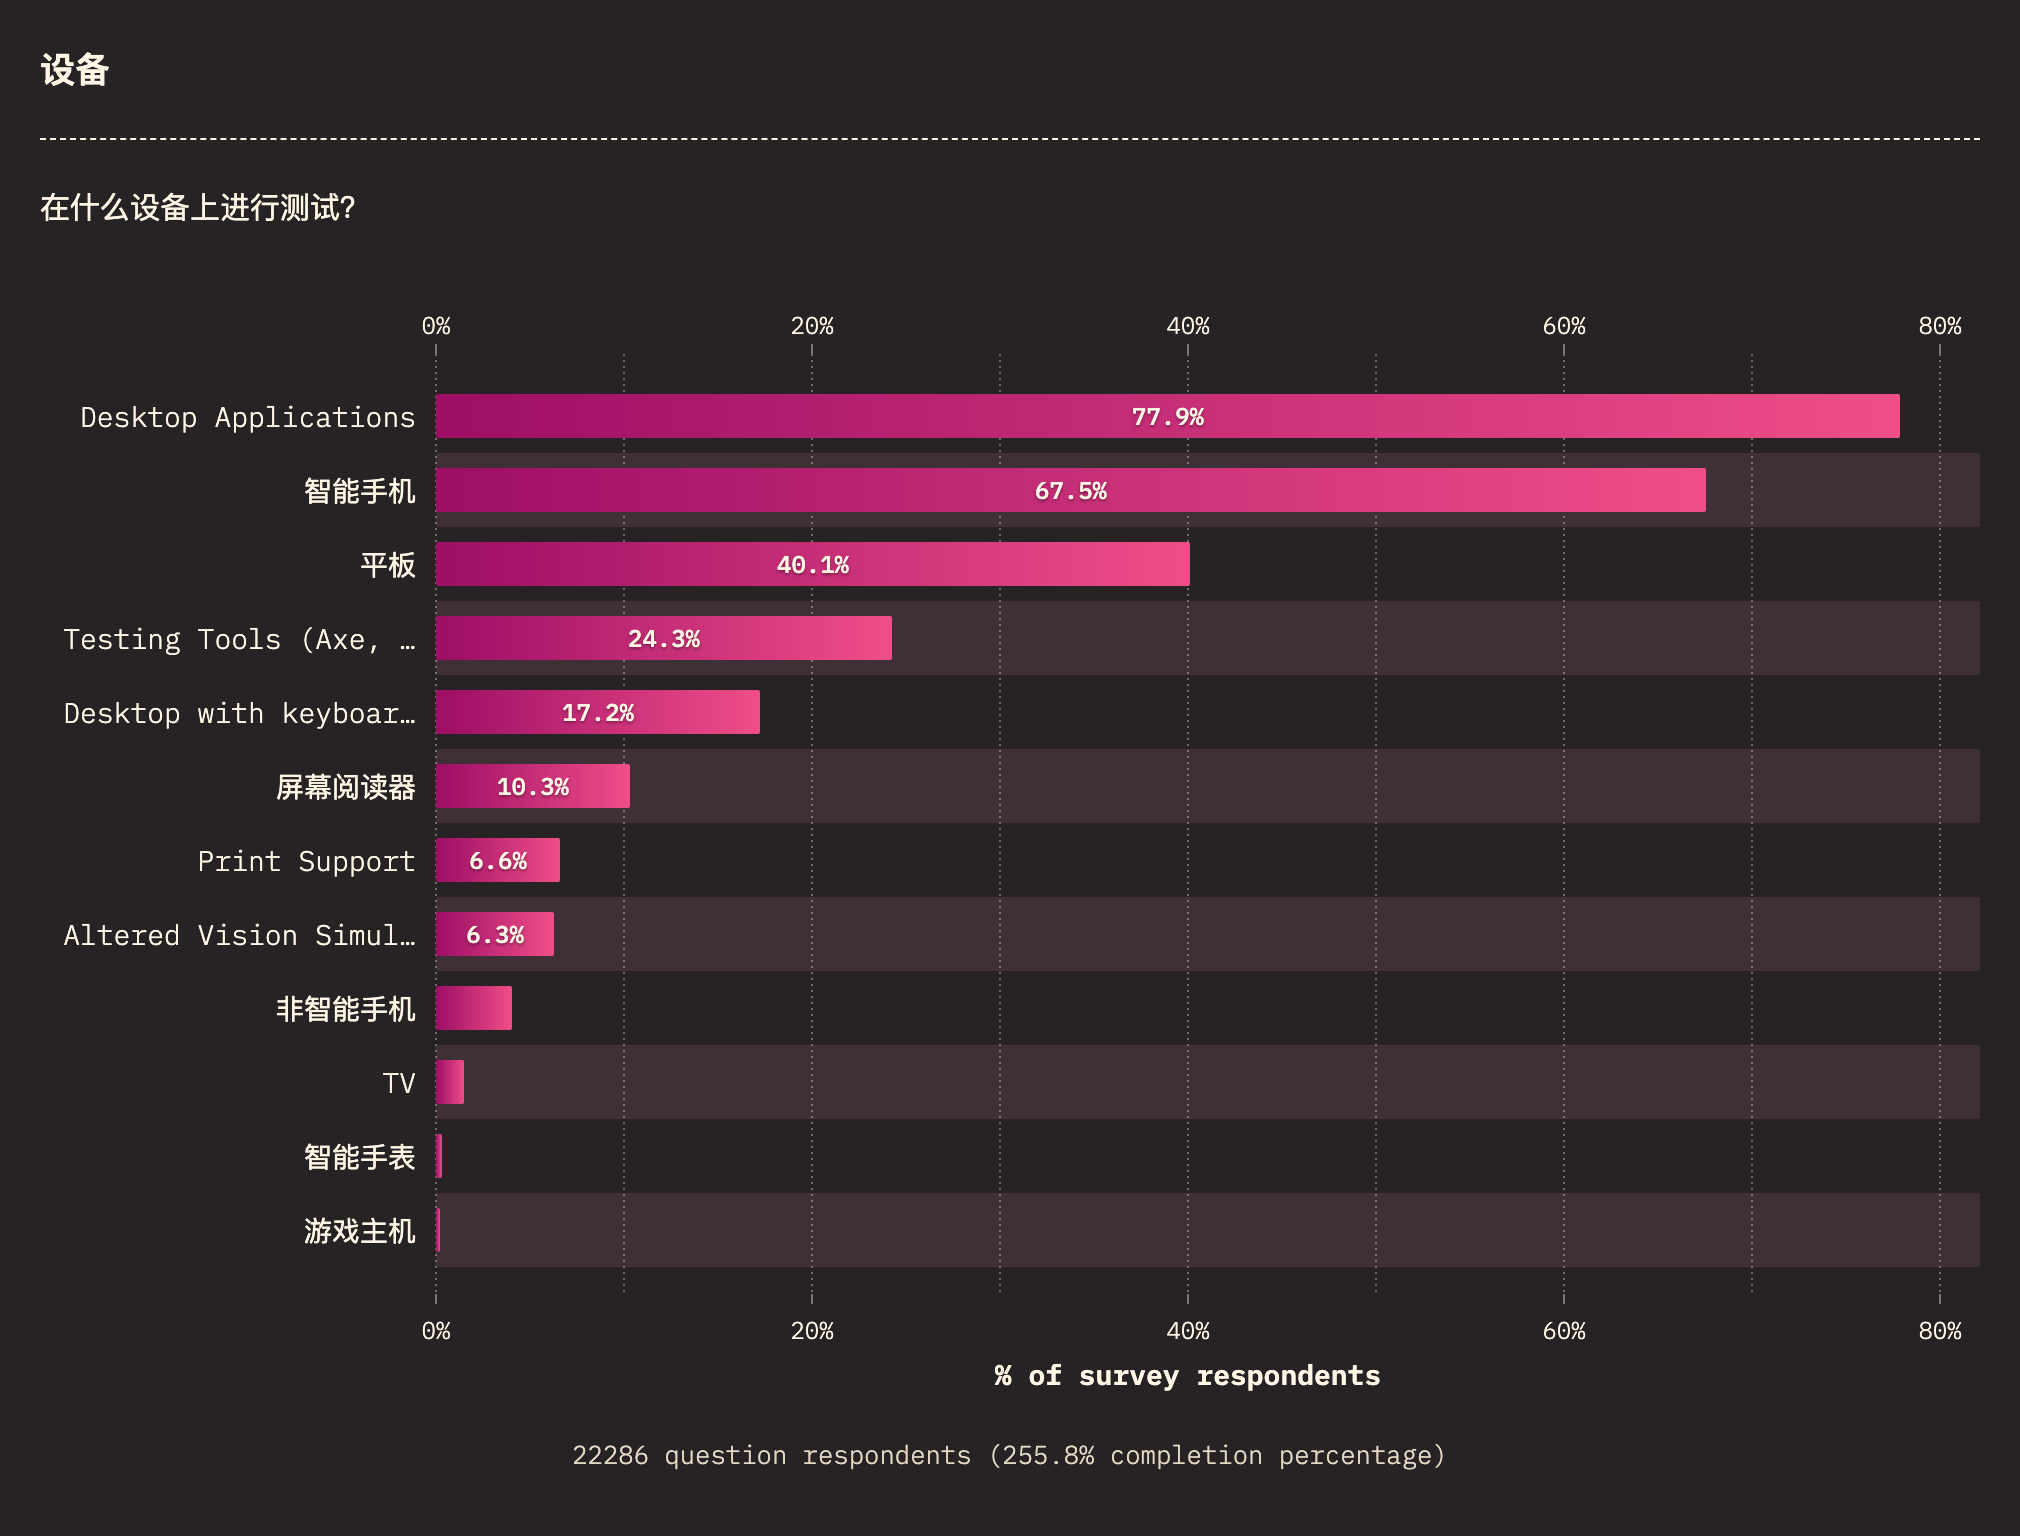 设备
在什么设备上进行测试?
0% 20% 40% 60% 80%
Desktop Applications 77.9%
智能手机 67.5%
平板 40.1%
Testing Tools (Axe, … 24.3%
Desktop with keyboar… 17.2%
屏幕阅读器 10.3%
Print Support 6.6%
Altered Vision Simul… 6.3%
非智能手机
TV
智能手表
游戏主机
0% 20% 40% 60% 80%
% of survey respondents
22286 question respondents (255.8% completion percentage)